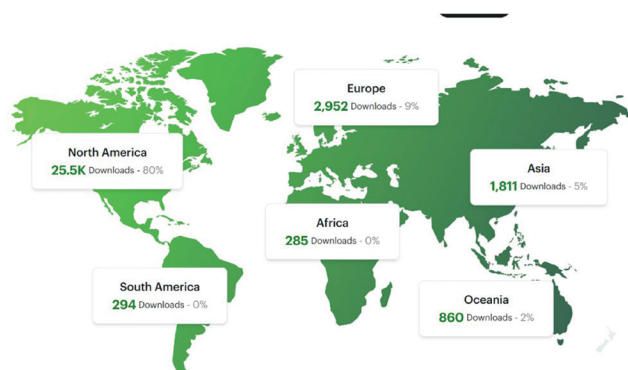 Europe
2,952 Downloads - 9%
North America
25.5K Downloads - 80%
Asia
1,811 Downloads - 5%
Africa
285 Downloads - 0%
South America
294 Downloads - 0%
Oceania
860 Downloads - 2%